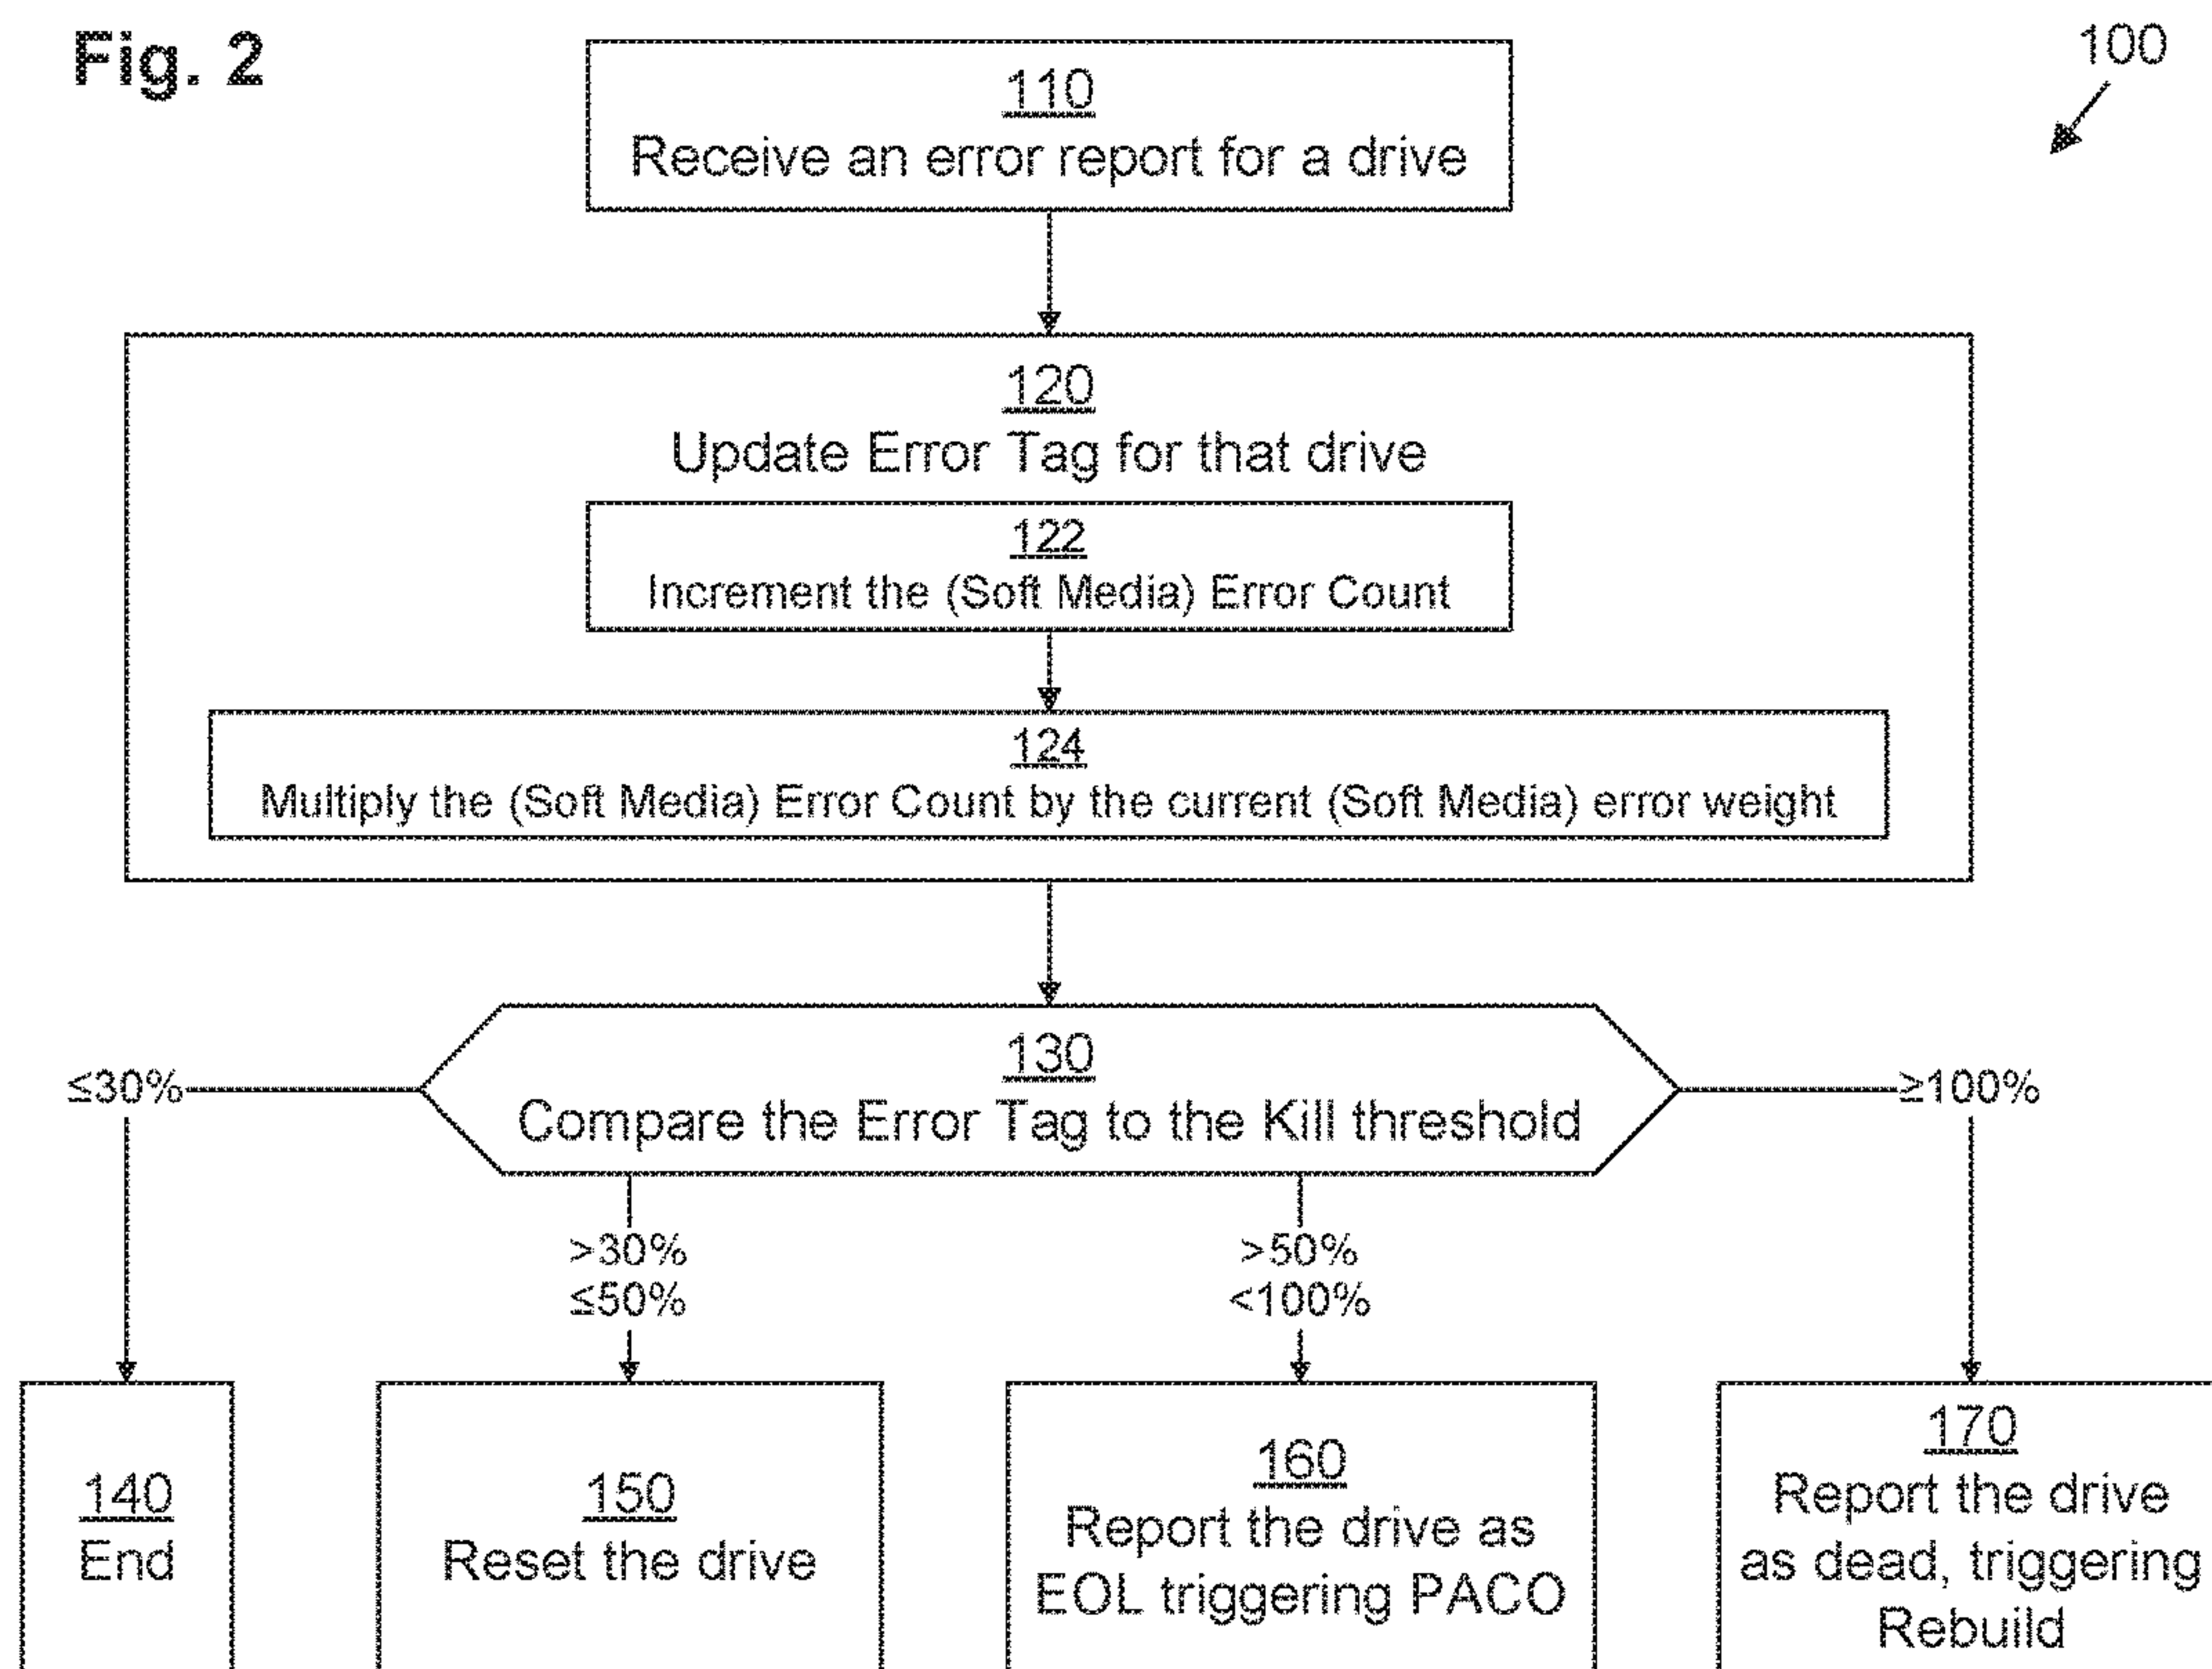 Fig. 2
100
110
Receive an error report for a drive
120
Update Error Tag for that drive
122
Increment the (Soft Media) Error Count
124
Multiply the (Soft Media) Error Count by the current (Soft Media) error weight
130
Compare the Error Tag to the Kill threshold
≤30%
≥100%
>30%
≤50%
>50%
<100%
140
End
150
Reset the drive
160
Report the drive as
EOL triggering PACO
170
Report the drive
as dead, triggering
Rebuild